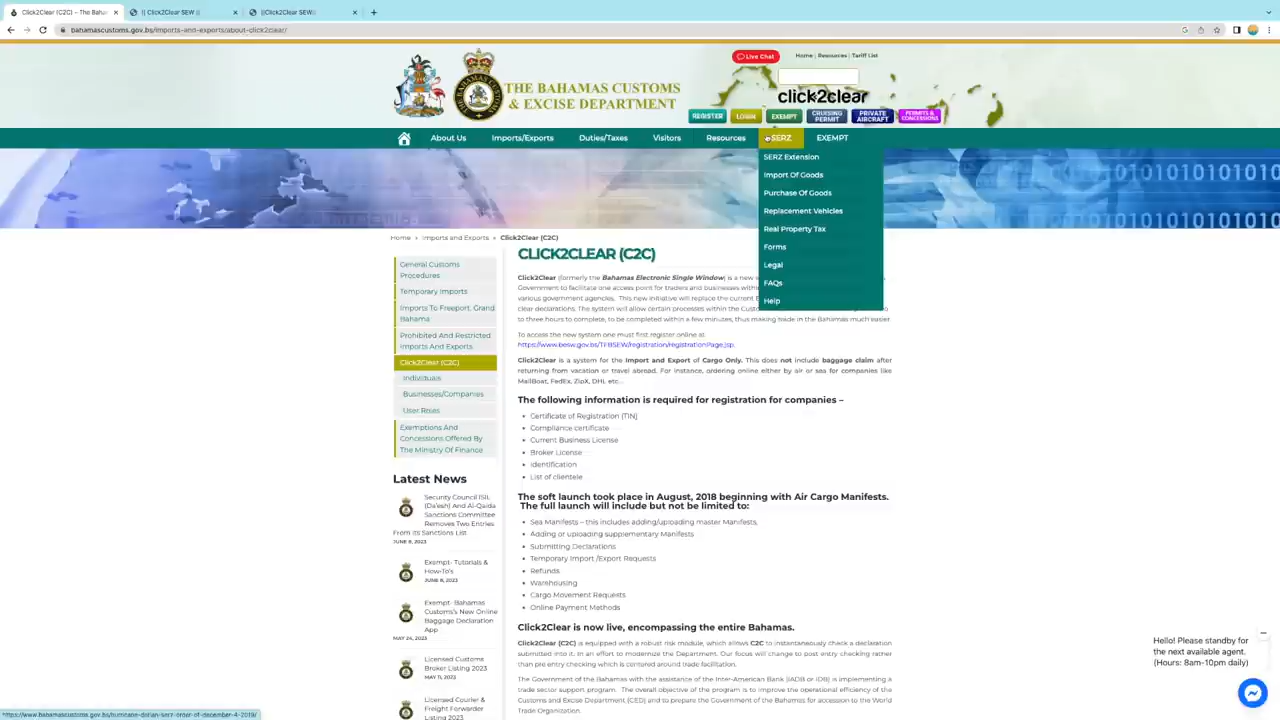 Click2Clear (C2C) – The Baham
|| Click2Clear SEW ||
||Click2Clear SEW||
bahamascustoms.gov.bs/imports-and-exports/about-click2clear/
Live Chat
Home | Resources | Tariff List
THE BAHAMAS CUSTOMS
& EXCISE DEPARTMENT
click2clear
REGISTER
LOGIN
EXEMPT
CRUISING
PERMIT
PRIVATE
AIRCRAFT
PERMITS &
CONCESSIONS
About Us
Imports/Exports
Duties/Taxes
Visitors
Resources
SERZ
EXEMPT
SERZ Extension
Import Of Goods
Purchase Of Goods
Replacement Vehicles
Real Property Tax
Forms
Legal
FAQs
Help
Home » Imports and Exports » Click2Clear (C2C)
General Customs
Procedures
Temporary Imports
Imports To Freeport, Grand
Bahama
Prohibited And Restricted
Imports And Exports
Click2Clear (C2C)
Individuals
Businesses/Companies
User Roles
Exemptions And
Concessions Offered By
The Ministry Of Finance
Latest News
Security Council ISIL
(Da'esh) And Al-Qaida
Sanctions Committee
Removes Two Entries
From Its Sanctions List
JUNE 9, 2023
Exempt- Tutorials &
How-To's
JUNE 8, 2023
Exempt- Bahamas
Customs's New Online
Baggage Declaration
App
MAY 24, 2023
Licensed Customs
Broker Listing 2023
MAY 11, 2023
Licensed Courier &
Freight Forwarder
Listing 2023
CLICK2CLEAR (C2C)
Click2Clear (formerly the Bahamas Electronic Single Window) is a new
Government to facilitate one access point for traders and businesses with
various government agencies. This new initiative will replace the current
clear declarations. The system will allow certain processes within the
to three hours to complete, to be completed within a few minutes, thus making trade in the Bahamas much easier
To access the new system one must first register online at
https://www.besw.gov.bs/TFBSEW/registration/registrationPage.jsp.
Click2Clear is a system for the Import and Export of Cargo Only. This does not include baggage claim after
returning from vacation or travel abroad. For instance, ordering online either by air or sea for companies like
MailBoat, FedEx, ZipX, DHL etc...
The following information is required for registration for companies –
• Certificate of Registration [TIN]
• Compliance certificate
• Current Business License
• Broker License
• Identification
• List of clientele
The soft launch took place in August, 2018 beginning with Air Cargo Manifests.
The full launch will include but not be limited to:
• Sea Manifests – this includes adding/uploading master Manifests,
• Adding or uploading supplementary Manifests
• Submitting Declarations
• Temporary Import /Export Requests
• Refunds
• Warehousing
• Cargo Movement Requests
• Online Payment Methods
Click2Clear is now live, encompassing the entire Bahamas.
Click2Clear (C2C) is equipped with a robust risk module, which allows C2C to instantaneously check a declaration
submitted into it. In an effort to modernize the Department. Our focus will change to post entry checking rather
than pre entry checking which is centered around trade facilitation.
The Government of the Bahamas with the assistance of the Inter-American Bank (IADB or IDB) is implementing a
trade sector support program. The overall objective of the program is to improve the operational efficiency of the
Customs and Excise Department (CED) and to prepare the Government of the Bahamas for accession to the World
Trade Organization.
Hello! Please standby for
the next available agent.
(Hours: 8am-10pm daily)
https://www.bahamascustoms.gov.bs/hurricane-dorian-serz-order-of-december-4-2019/